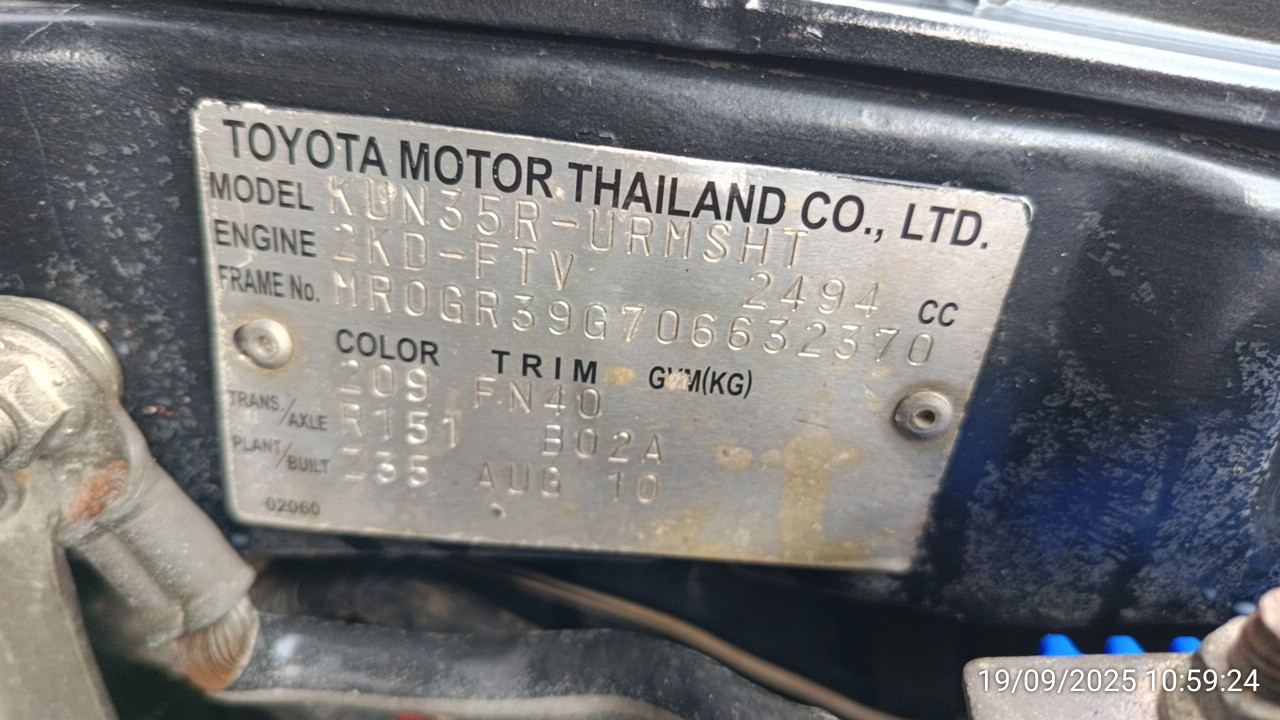 TOYOTA MOTOR THAILAND CO., LTD.
MODEL KUN35R-URMSHT
ENGINE 2KD-FTV 2494 CC
FRAME No. MR0GR39G706632370
COLOR TRIM GVM(KG)
209 FN40
TRANS./AXLE R151 B02A
PLANT/BUILT Z35 AUG 10
02060
19/09/2025 10:59:24